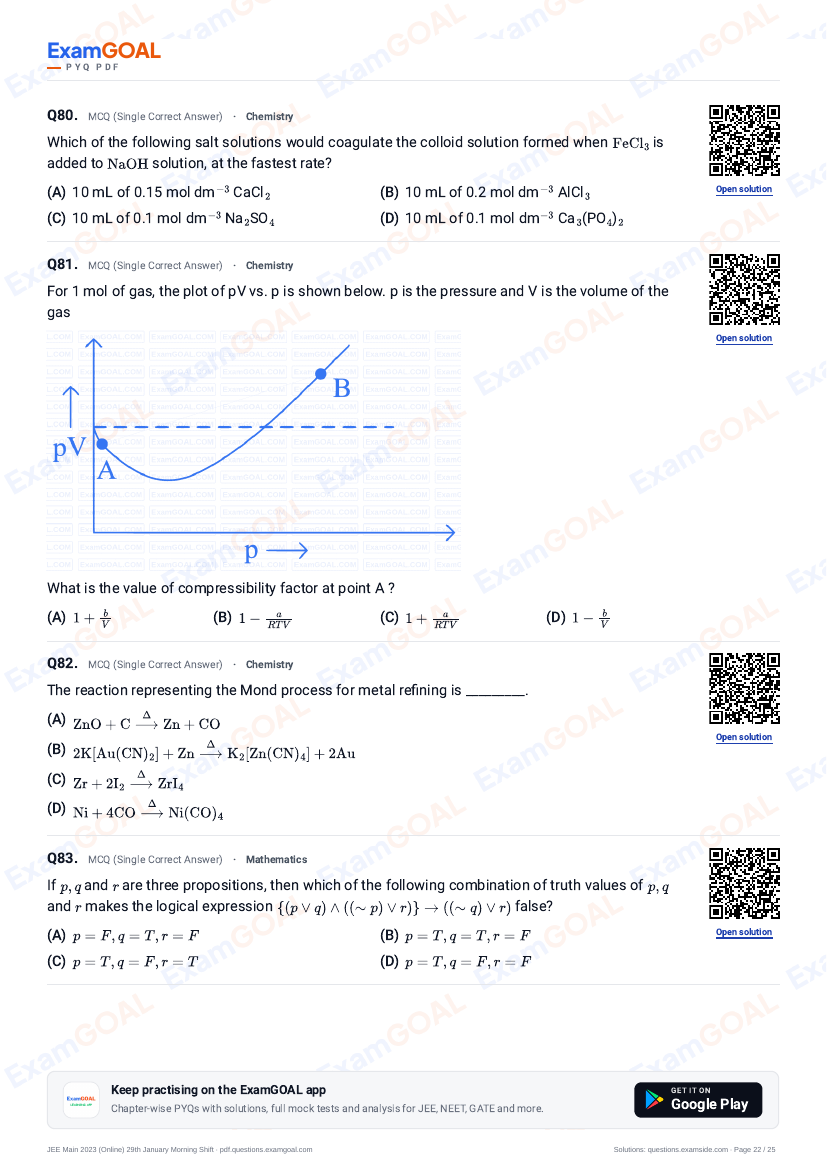 ExamGOAL
PYQ PDF
Q80. MCQ (Single Correct Answer) · Chemistry
Which of the following salt solutions would coagulate the colloid solution formed when FeCl₃ is
added to NaOH solution, at the fastest rate?
(A) 10 mL of 0.15 mol dm⁻³ CaCl₂
(B) 10 mL of 0.2 mol dm⁻³ AlCl₃
(C) 10 mL of 0.1 mol dm⁻³ Na₂SO₄
(D) 10 mL of 0.1 mol dm⁻³ Ca₃(PO₄)₂
Open solution
Q81. MCQ (Single Correct Answer) · Chemistry
For 1 mol of gas, the plot of pV vs. p is shown below. p is the pressure and V is the volume of the
gas
Open solution
B
pV
A
p
What is the value of compressibility factor at point A ?
(A) 1 + b/V
(B) 1 − a/RTV
(C) 1 + a/RTV
(D) 1 − b/V
Q82. MCQ (Single Correct Answer) · Chemistry
The reaction representing the Mond process for metal refining is _________.
(A) ZnO + C —Δ→ Zn + CO
(B) 2K[Au(CN)₂] + Zn —Δ→ K₂[Zn(CN)₄] + 2Au
(C) Zr + 2I₂ —Δ→ ZrI₄
(D) Ni + 4CO —Δ→ Ni(CO)₄
Open solution
Q83. MCQ (Single Correct Answer) · Mathematics
If p, q and r are three propositions, then which of the following combination of truth values of p, q
and r makes the logical expression {(p ∨ q) ∧ ((∼ p) ∨ r)} → ((∼ q) ∨ r) false?
(A) p = F, q = T, r = F
(B) p = T, q = T, r = F
(C) p = T, q = F, r = T
(D) p = T, q = F, r = F
Open solution
Keep practising on the ExamGOAL app
Chapter-wise PYQs with solutions, full mock tests and analysis for JEE, NEET, GATE and more.
GET IT ON
Google Play
JEE Main 2023 (Online) 29th January Morning Shift · pdf.questions.examgoal.com
Solutions: questions.examside.com · Page 22 / 25